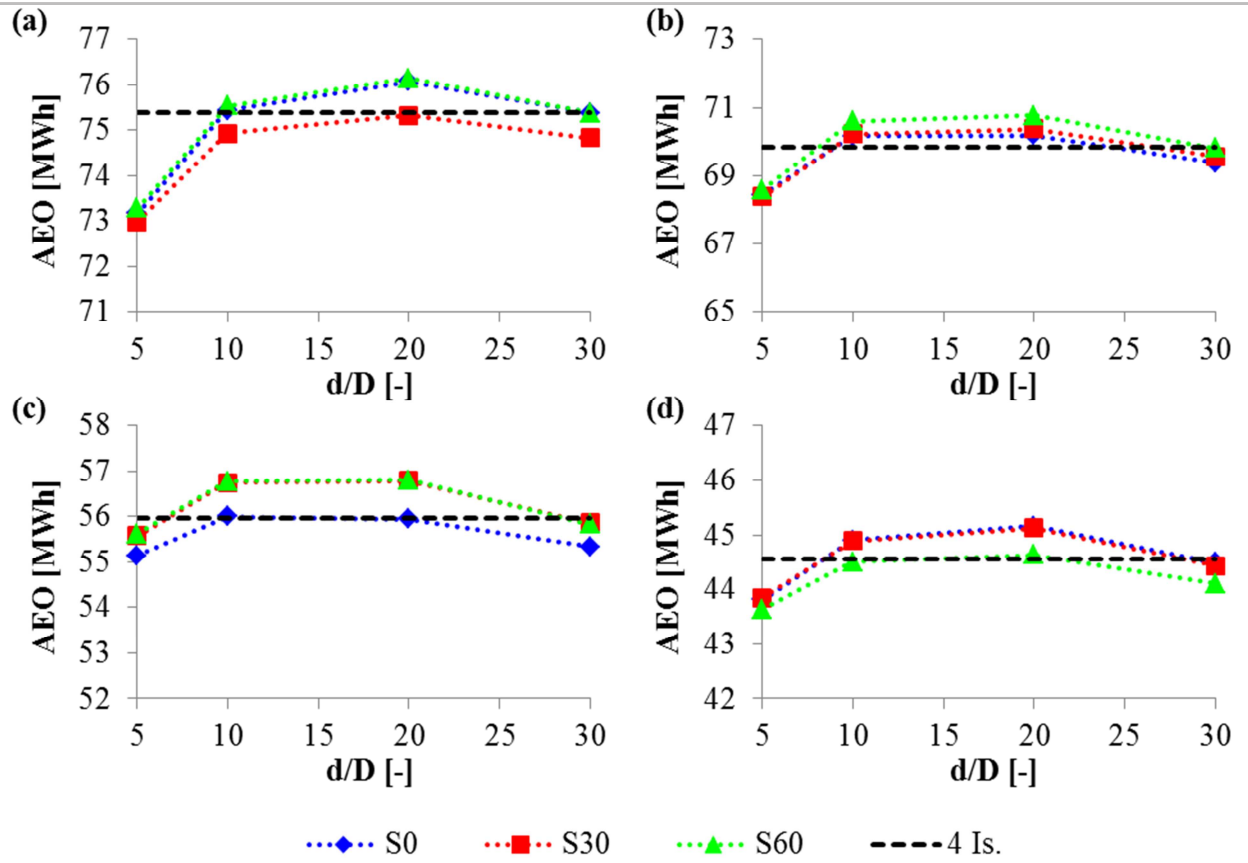 (a)
77
76
75
74
73
72
71
AEO [MWh]
5 10 15 20 25 30
d/D [-]
(b)
73
71
69
67
65
AEO [MWh]
5 10 15 20 25 30
d/D [-]
(c)
58
57
56
55
54
53
52
AEO [MWh]
5 10 15 20 25 30
d/D [-]
(d)
47
46
45
44
43
42
AEO [MWh]
5 10 15 20 25 30
d/D [-]
S0 S30 S60 4 Is.